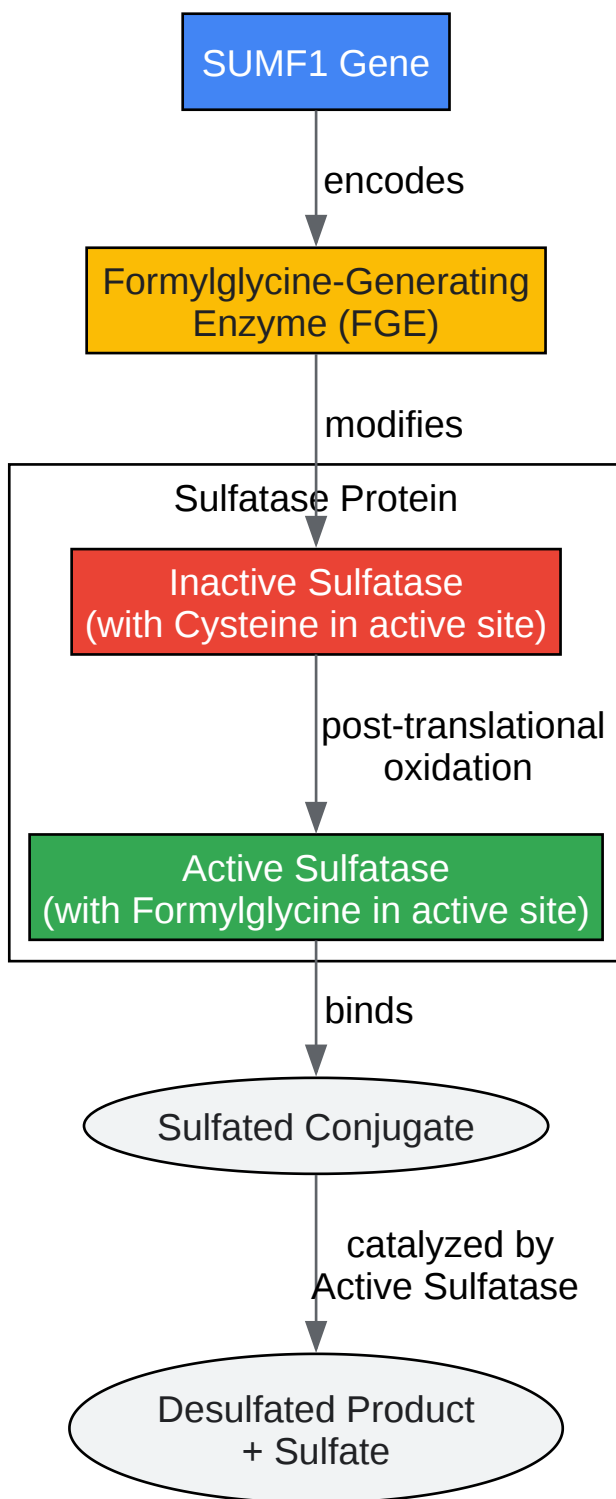 SUMF1 Gene
encodes
Formylglycine-Generating
Enzyme (FGE)
modifies
Sulfatase Protein
Inactive Sulfatase
(with Cysteine in active site)
post-translational
oxidation
Active Sulfatase
(with Formylglycine in active site)
binds
Sulfated Conjugate
catalyzed by
Active Sulfatase
Desulfated Product
+ Sulfate